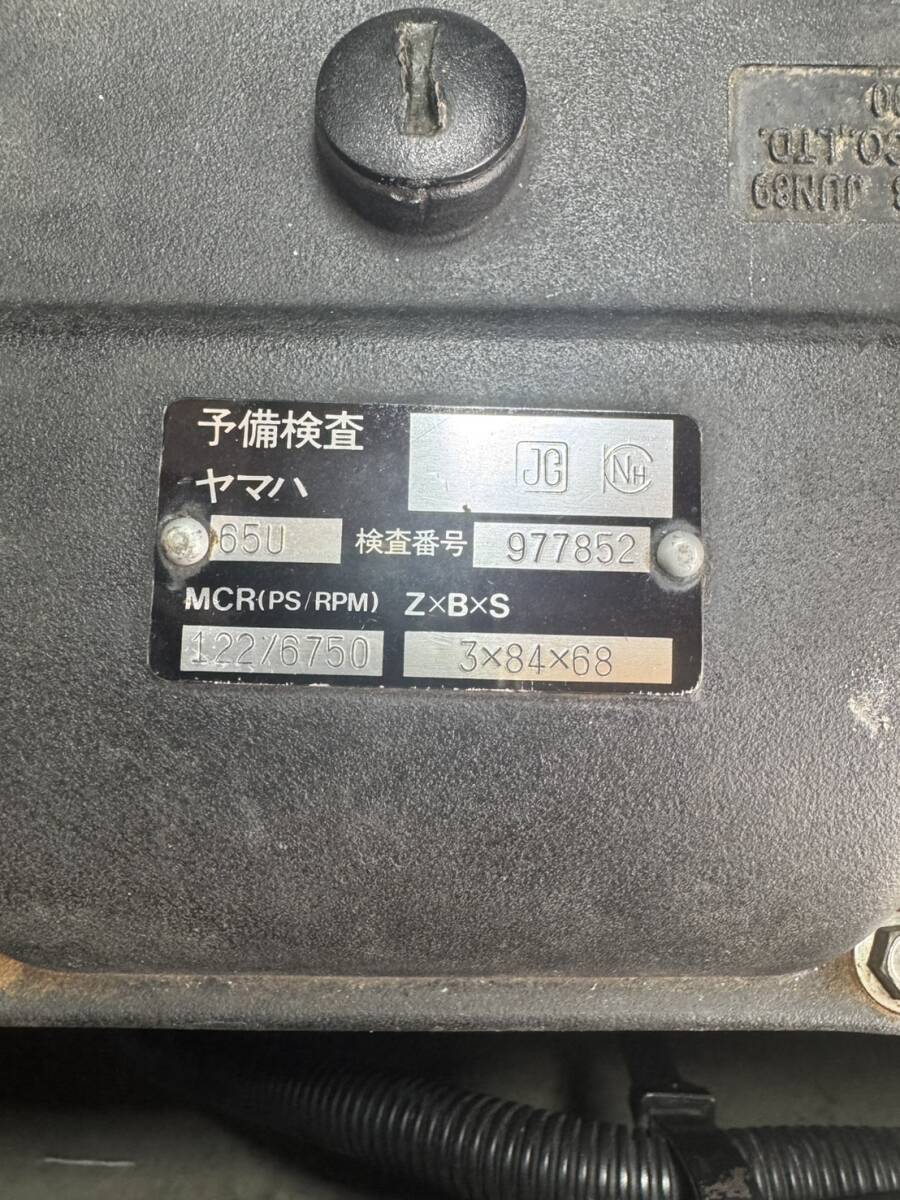 予備検査
JG NH
ヤマハ
65U 検査番号 977852
MCR(PS/RPM) Z×B×S
122/6750 3×84×68
JUN89
CO.,LTD.